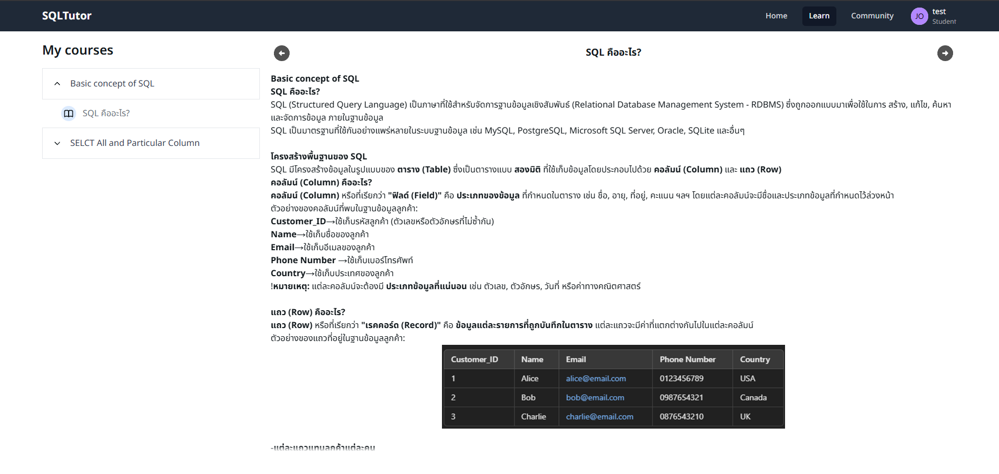 SQLTutor
Home
Learn
Community
JO
test
Student
My courses
Basic concept of SQL
SQL คืออะไร?
SELCT All and Particular Column
SQL คืออะไร?
Basic concept of SQL
SQL คืออะไร?
SQL (Structured Query Language) เป็นภาษาที่ใช้สำหรับจัดการฐานข้อมูลเชิงสัมพันธ์ (Relational Database Management System - RDBMS) ซึ่งถูกออกแบบมาเพื่อใช้ในการ สร้าง, แก้ไข, ค้นหา
และจัดการข้อมูล ภายในฐานข้อมูล
SQL เป็นมาตรฐานที่ใช้กันอย่างแพร่หลายในระบบฐานข้อมูล เช่น MySQL, PostgreSQL, Microsoft SQL Server, Oracle, SQLite และอื่นๆ
โครงสร้างพื้นฐานของ SQL
SQL มีโครงสร้างข้อมูลในรูปแบบของ ตาราง (Table) ซึ่งเป็นตารางแบบ สองมิติ ที่ใช้เก็บข้อมูลโดยประกอบไปด้วย คอลัมน์ (Column) และ แถว (Row)
คอลัมน์ (Column) คืออะไร?
คอลัมน์ (Column) หรือที่เรียกว่า "ฟิลด์ (Field)" คือ ประเภทของข้อมูล ที่กำหนดในตาราง เช่น ชื่อ, อายุ, ที่อยู่, คะแนน ฯลฯ โดยแต่ละคอลัมน์จะมีชื่อและประเภทข้อมูลที่กำหนดไว้ล่วงหน้า
ตัวอย่างของคอลัมน์ที่พบในฐานข้อมูลลูกค้า:
Customer_ID→ใช้เก็บรหัสลูกค้า (ตัวเลขหรือตัวอักษรที่ไม่ซ้ำกัน)
Name→ใช้เก็บชื่อของลูกค้า
Email→ใช้เก็บอีเมลของลูกค้า
Phone Number →ใช้เก็บเบอร์โทรศัพท์
Country→ใช้เก็บประเทศของลูกค้า
!หมายเหตุ: แต่ละคอลัมน์จะต้องมี ประเภทข้อมูลที่แน่นอน เช่น ตัวเลข, ตัวอักษร, วันที่ หรือค่าทางคณิตศาสตร์
แถว (Row) คืออะไร?
แถว (Row) หรือที่เรียกว่า "เรคคอร์ด (Record)" คือ ข้อมูลแต่ละรายการที่ถูกบันทึกในตาราง แต่ละแถวจะมีค่าที่แตกต่างกันไปในแต่ละคอลัมน์
ตัวอย่างของแถวที่อยู่ในฐานข้อมูลลูกค้า:
Customer_ID Name Email Phone Number Country
1 Alice alice@email.com 0123456789 USA
2 Bob bob@email.com 0987654321 Canada
3 Charlie charlie@email.com 0876543210 UK
-แต่ละแถวแทนลูกค้าแต่ละคน